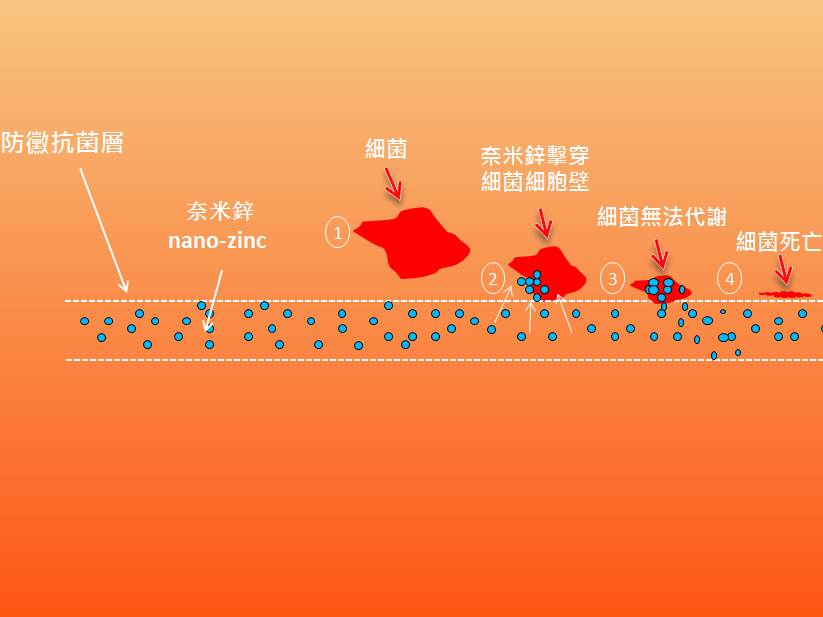 防黴抗菌層
奈米鋅
nano-zinc
細菌
奈米鋅擊穿
細菌細胞壁
細菌無法代謝
細菌死亡
1
2
3
4